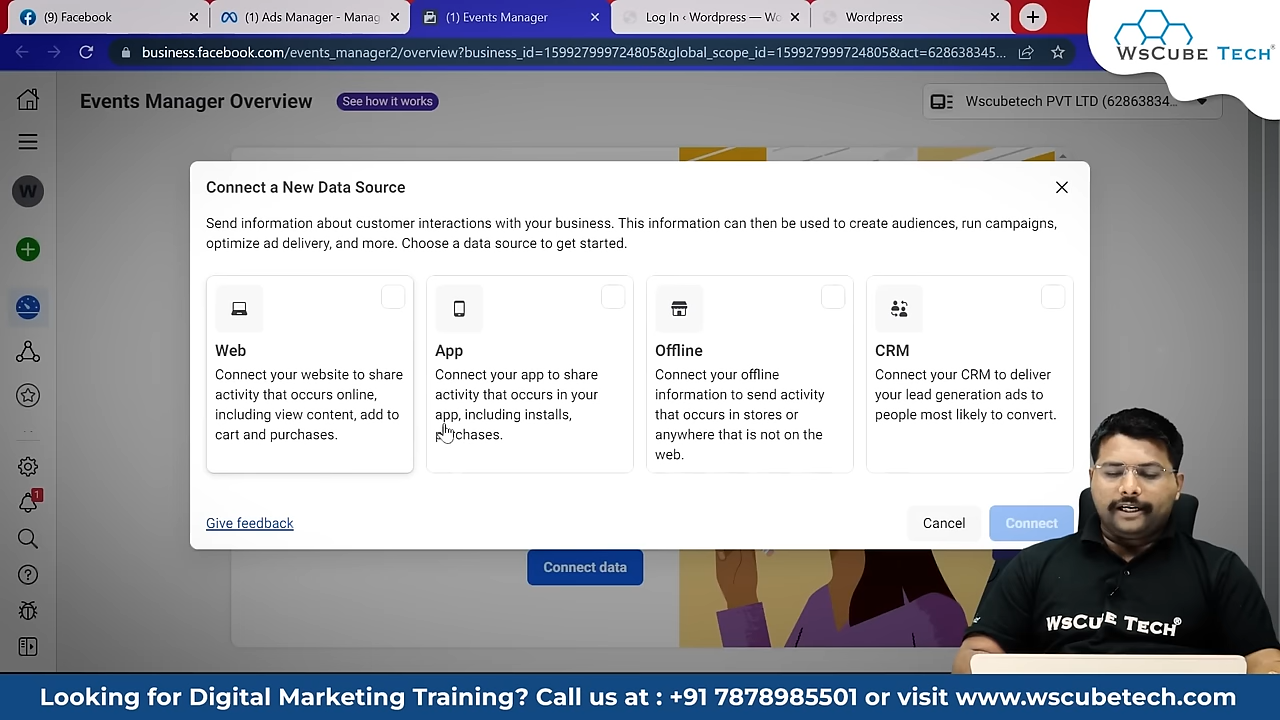 (9) Facebook
(1) Ads Manager - Manag
(1) Events Manager
Log In ‹ Wordpress — Wo
Wordpress
business.facebook.com/events_manager2/overview?business_id=159927999724805&global_scope_id=159927999724805&act=628638345...
WsCube Tech®
Events Manager Overview
See how it works
Wscubetech PVT LTD (62863834...
W
Connect a New Data Source
Send information about customer interactions with your business. This information can then be used to create audiences, run campaigns,
optimize ad delivery, and more. Choose a data source to get started.
Web
Connect your website to share
activity that occurs online,
including view content, add to
cart and purchases.
App
Connect your app to share
activity that occurs in your
app, including installs,
purchases.
Offline
Connect your offline
information to send activity
that occurs in stores or
anywhere that is not on the
web.
CRM
Connect your CRM to deliver
your lead generation ads to
people most likely to convert.
1
Give feedback
Cancel
Connect
Connect data
WsCube Tech®
Looking for Digital Marketing Training? Call us at : +91 7878985501 or visit www.wscubetech.com